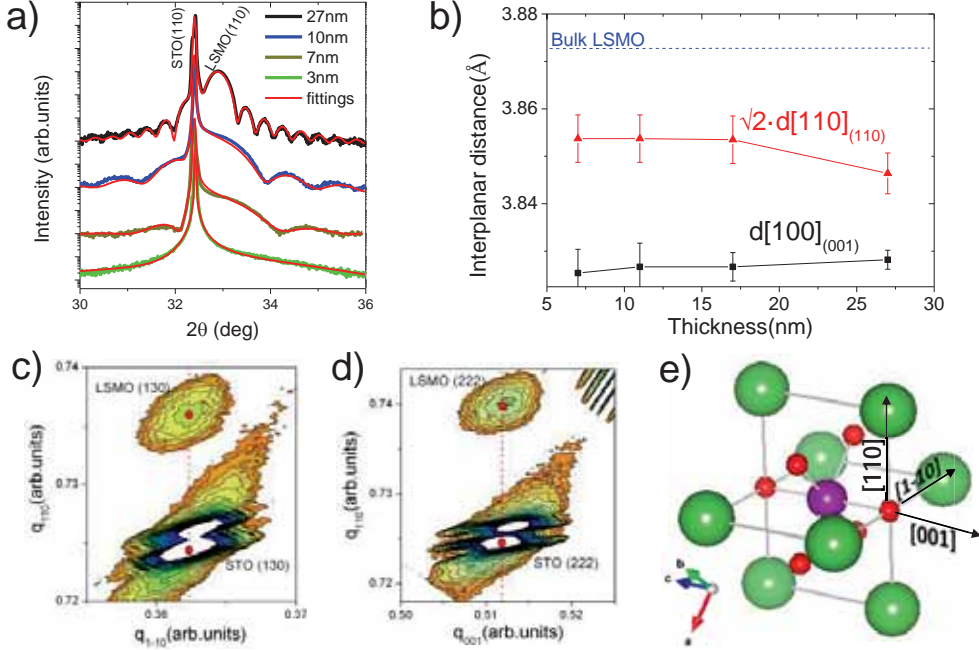 a)
Intensity (arb.units)
STO(110)
LSMO(110)
27nm
10nm
7nm
3nm
fittings
30
32
34
36
2θ (deg)
b)
Interplanar distance(Å)
3.88
3.84
Bulk LSMO
√2·d[110](110)
d[100](001)
5
10
15
20
25
30
Thickness(nm)
c)
q110(arb.units)
0.74
0.73
0.72
LSMO (130)
STO (130)
0.36
0.37
q1-10(arb.units)
d)
q110(arb.units)
0.74
0.73
0.72
LSMO (222)
STO (222)
0.50
0.51
0.52
q001(arb.units)
e)
[110]
[1-10]
[001]
b
c
a